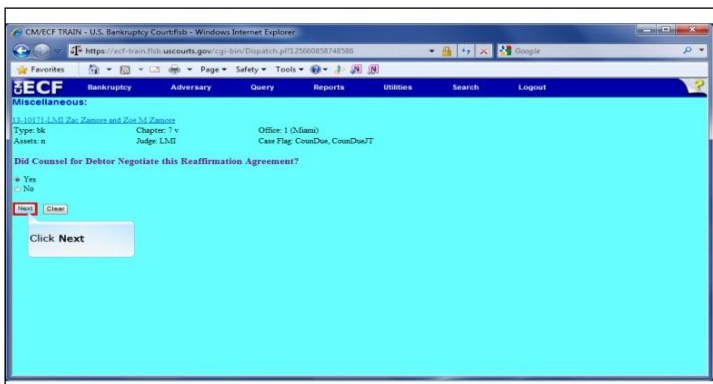 CM/ECF TRAIN - U.S. Bankruptcy Court:flsb - Windows Internet Explorer
https://ecf-train.flsb.uscourts.gov/cgi-bin/Dispatch.pl?125660858748586
Google
Favorites Page Safety Tools
ECF Bankruptcy Adversary Query Reports Utilities Search Logout ?
Miscellaneous:
13-10171-LMI Zac Zamore and Zoe M Zamore
Type: bk Chapter: 7 v Office: 1 (Miami)
Assets: n Judge: LMI Case Flag: CounDue, CounDueJT
Did Counsel for Debtor Negotiate this Reaffirmation Agreement?
Yes
No
Next Clear
Click Next